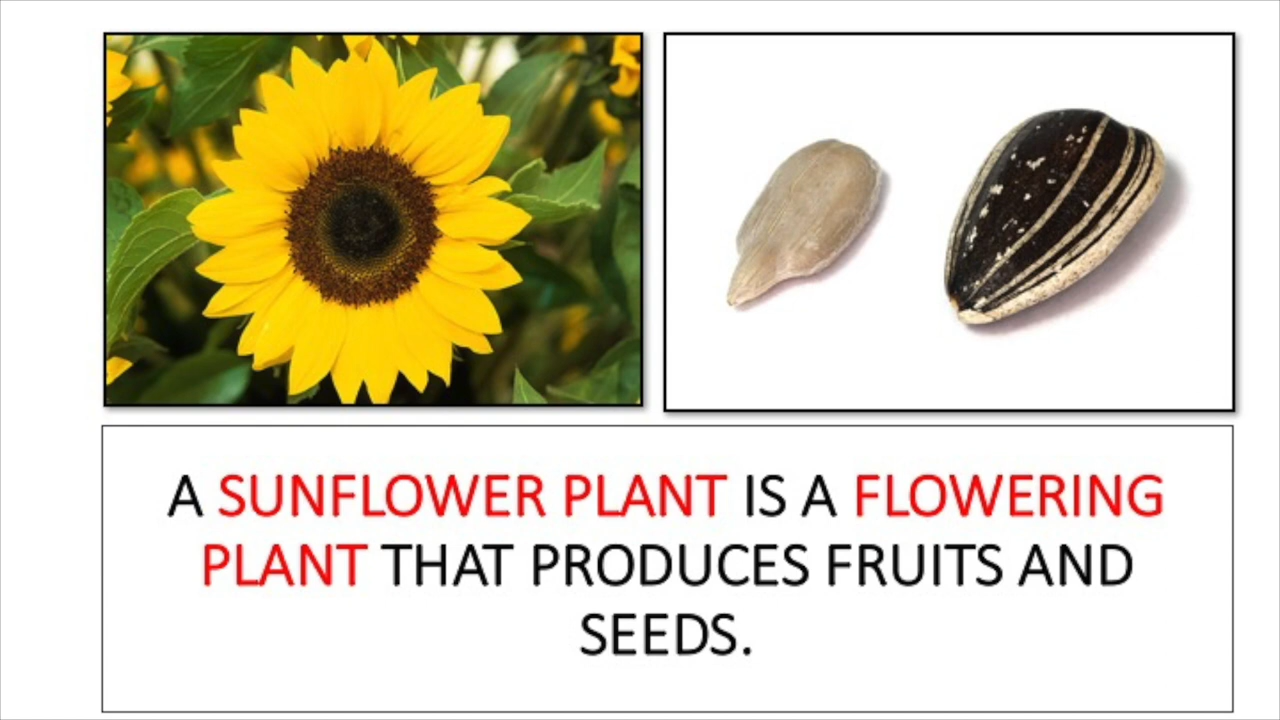 A SUNFLOWER PLANT IS A FLOWERING
PLANT THAT PRODUCES FRUITS AND
SEEDS.